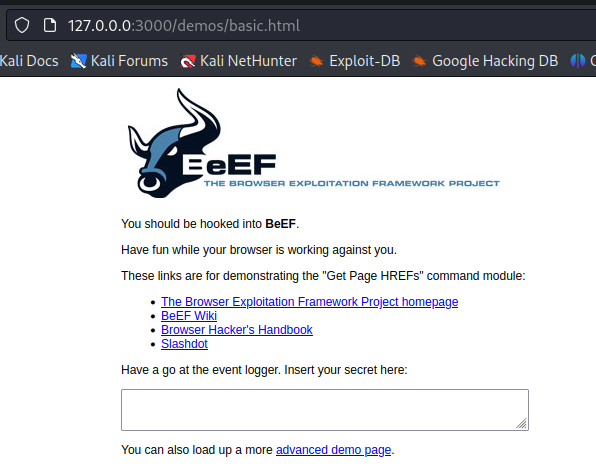 127.0.0.0:3000/demos/basic.html
Kali Docs Kali Forums Kali NetHunter Exploit-DB Google Hacking DB
BeEF
THE BROWSER EXPLOITATION FRAMEWORK PROJECT
You should be hooked into BeEF.
Have fun while your browser is working against you.
These links are for demonstrating the "Get Page HREFs" command module:
The Browser Exploitation Framework Project homepage
BeEF Wiki
Browser Hacker's Handbook
Slashdot
Have a go at the event logger. Insert your secret here:
You can also load up a more advanced demo page.